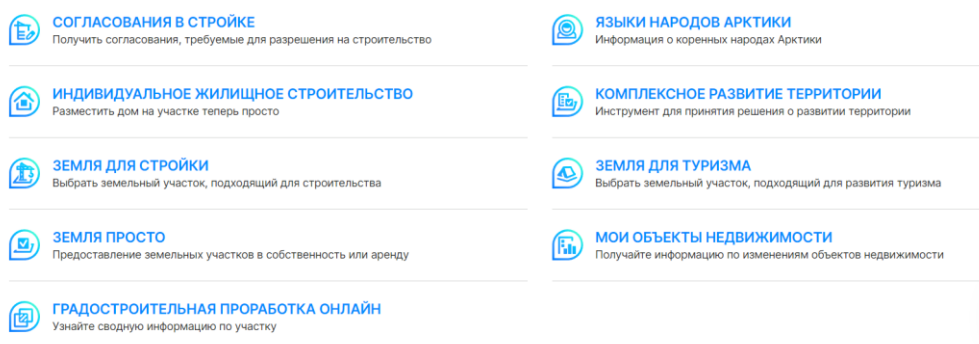 СОГЛАСОВАНИЯ В СТРОЙКЕ
Получить согласования, требуемые для разрешения на строительство
ИНДИВИДУАЛЬНОЕ ЖИЛИЩНОЕ СТРОИТЕЛЬСТВО
Разместить дом на участке теперь просто
ЗЕМЛЯ ДЛЯ СТРОЙКИ
Выбрать земельный участок, подходящий для строительства
ЗЕМЛЯ ПРОСТО
Предоставление земельных участков в собственность или аренду
ГРАДОСТРОИТЕЛЬНАЯ ПРОРАБОТКА ОНЛАЙН
Узнайте сводную информацию по участку
ЯЗЫКИ НАРОДОВ АРКТИКИ
Информация о коренных народах Арктики
КОМПЛЕКСНОЕ РАЗВИТИЕ ТЕРРИТОРИИ
Инструмент для принятия решения о развитии территории
ЗЕМЛЯ ДЛЯ ТУРИЗМА
Выбрать земельный участок, подходящий для развития туризма
МОИ ОБЪЕКТЫ НЕДВИЖИМОСТИ
Получайте информацию по изменениям объектов недвижимости